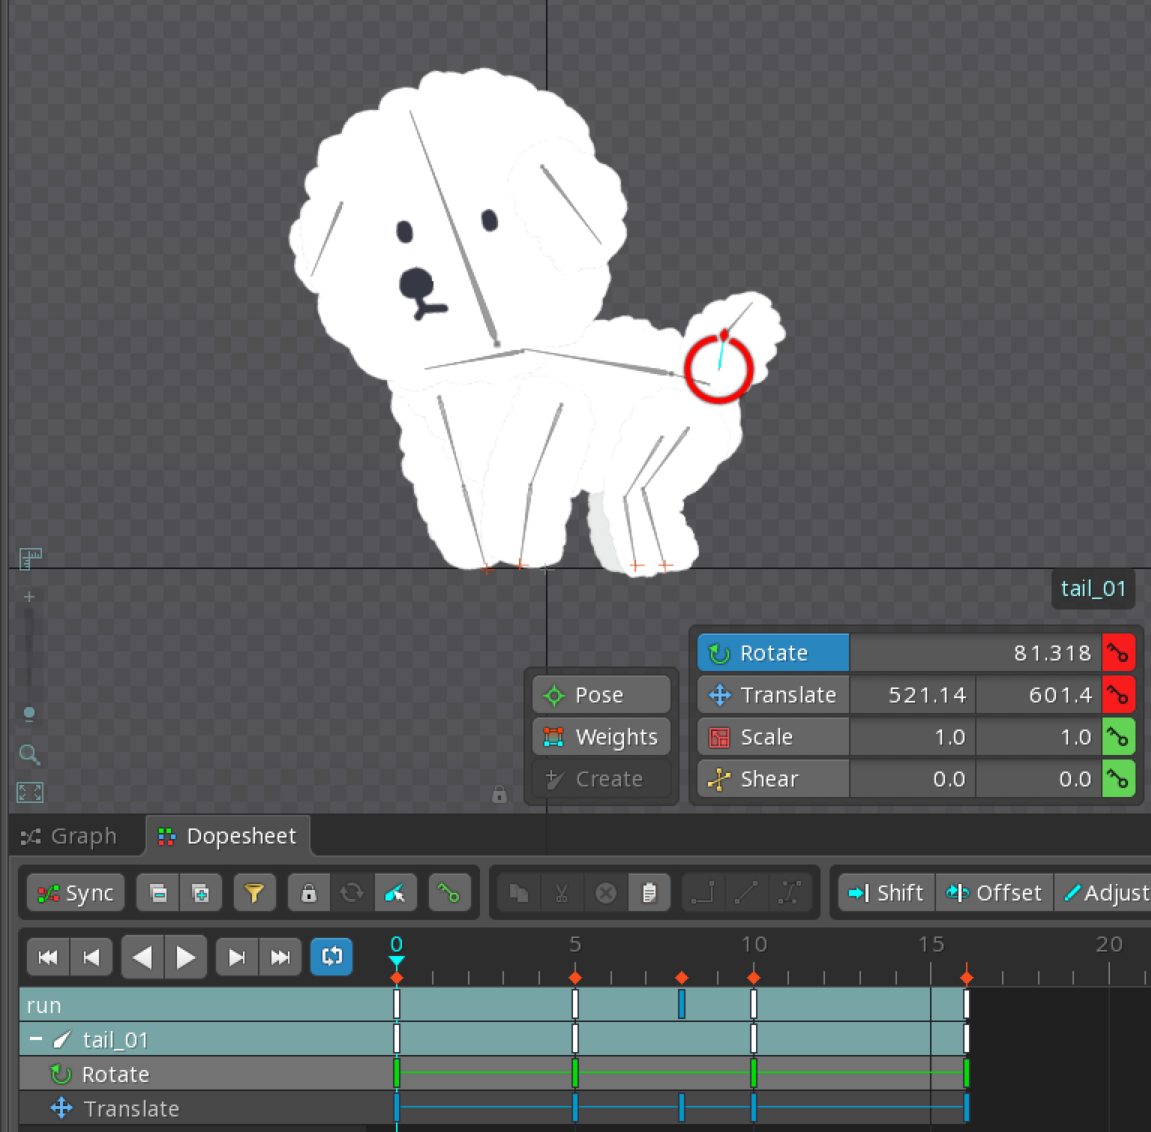 tail_01
Rotate 81.318
Pose Translate 521.14 601.4
Weights Scale 1.0 1.0
Create Shear 0.0 0.0
Graph Dopesheet
Sync Shift Offset Adjust
0 5 10 15 20
run
tail_01
Rotate
Translate